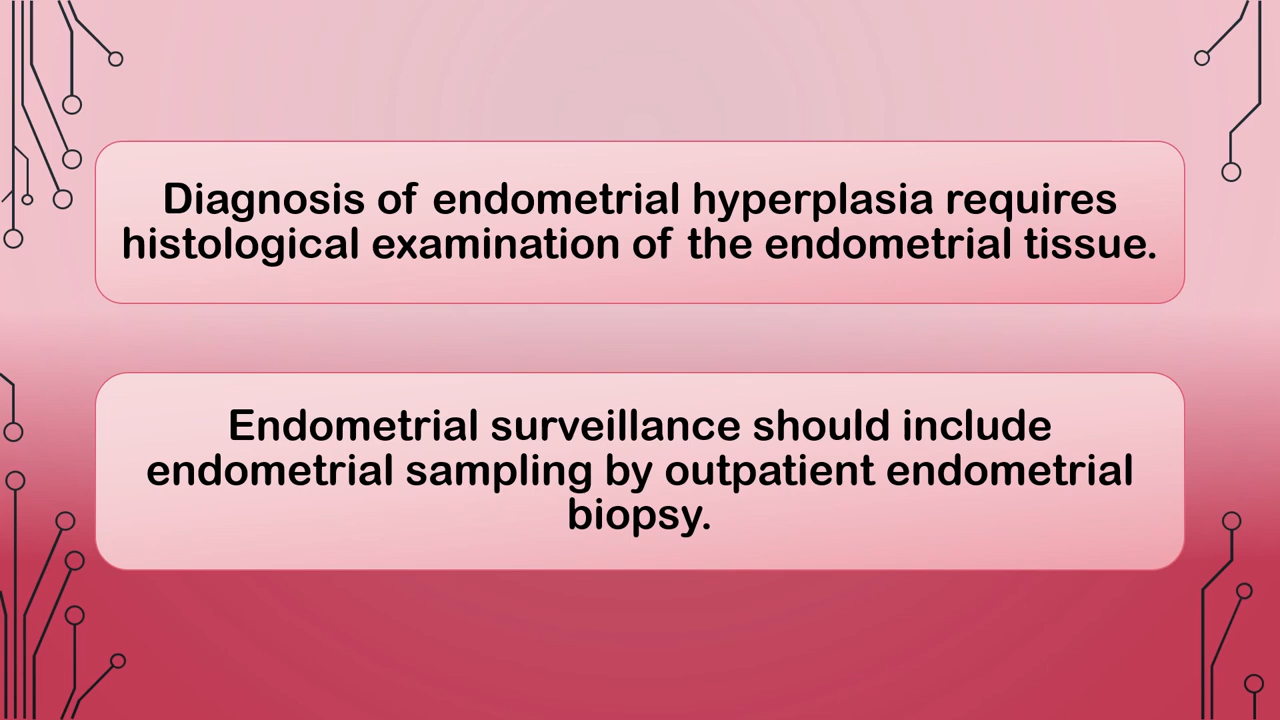 Diagnosis of endometrial hyperplasia requires
histological examination of the endometrial tissue.
Endometrial surveillance should include
endometrial sampling by outpatient endometrial
biopsy.